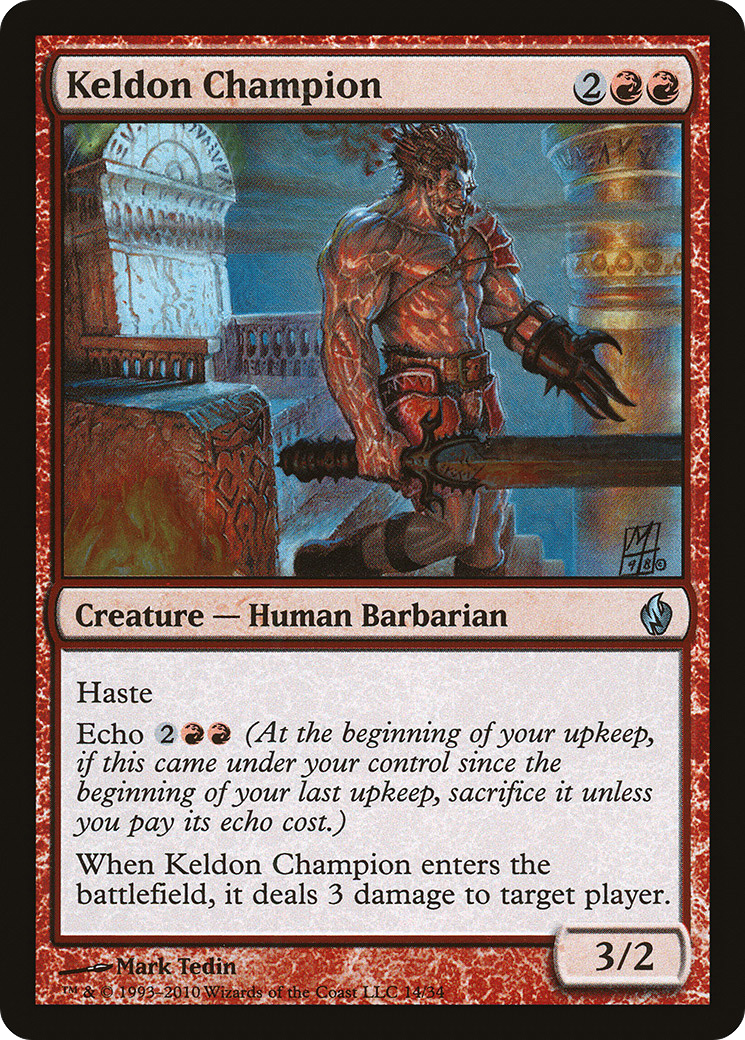 Keldon Champion 2
Creature — Human Barbarian
Haste
Echo 2 (At the beginning of your upkeep,
if this came under your control since the
beginning of your last upkeep, sacrifice it unless
you pay its echo cost.)
When Keldon Champion enters the
battlefield, it deals 3 damage to target player.
3/2
Mark Tedin
™ & © 1993–2010 Wizards of the Coast LLC 14/34